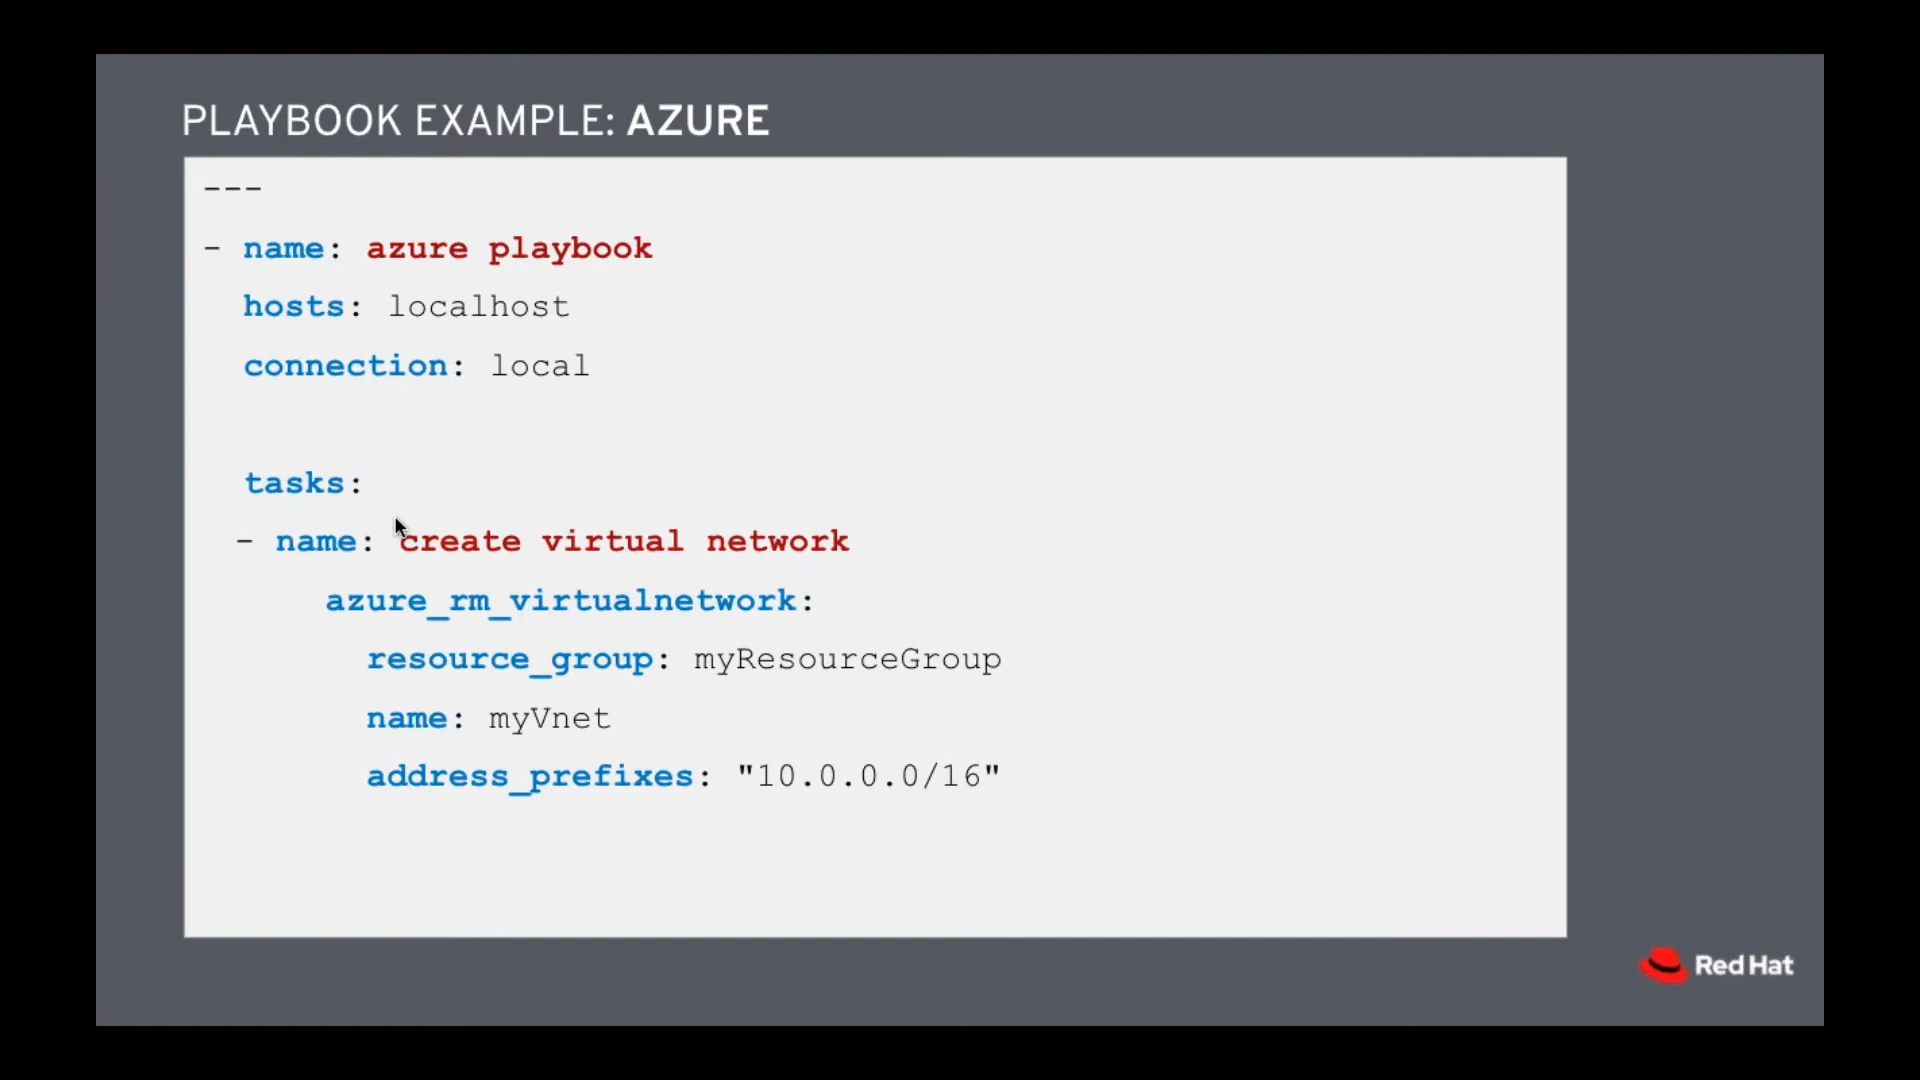 PLAYBOOK EXAMPLE: AZURE
---
- name: azure playbook
hosts: localhost
connection: local
tasks:
- name: create virtual network
azure_rm_virtualnetwork:
resource_group: myResourceGroup
name: myVnet
address_prefixes: "10.0.0.0/16"
Red Hat